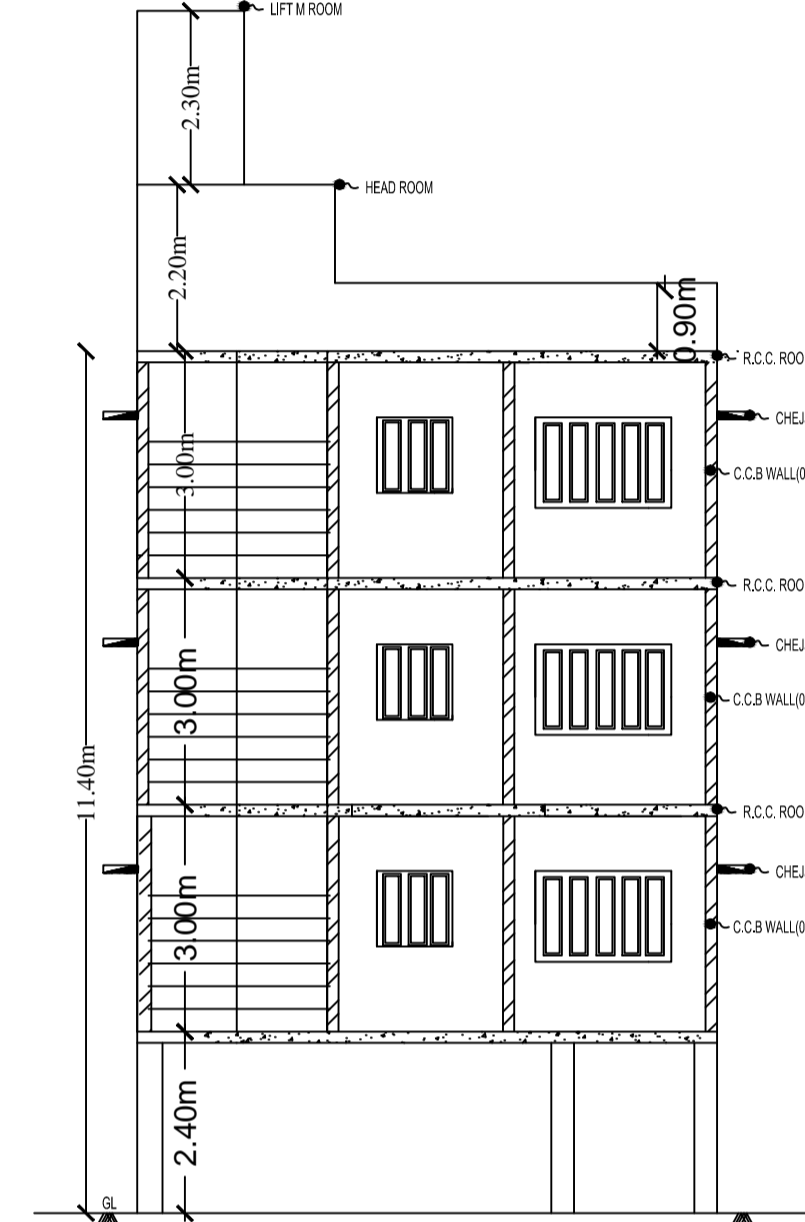 LIFT M ROOM
2.30m
HEAD ROOM
2.20m
0.90m
R.C.C. ROO
CHEJ
3.00m
C.C.B WALL(0
R.C.C. ROO
CHEJ
3.00m
C.C.B WALL(0
11.40m
R.C.C. ROO
CHEJ
3.00m
C.C.B WALL(0
2.40m
GL